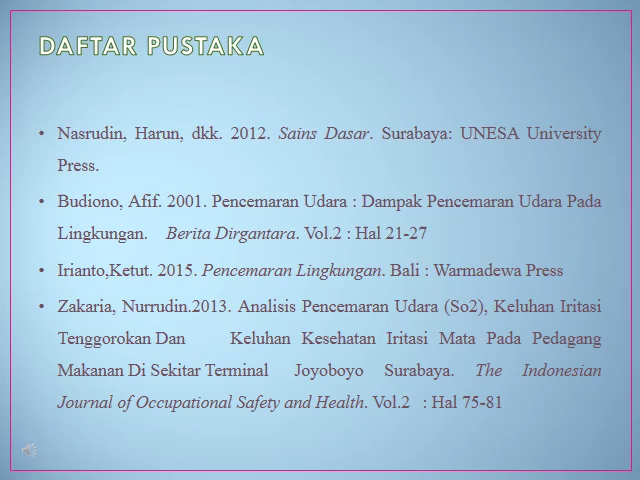 DAFTAR PUSTAKA
• Nasrudin, Harun, dkk. 2012. Sains Dasar. Surabaya: UNESA University
Press.
• Budiono, Afif. 2001. Pencemaran Udara : Dampak Pencemaran Udara Pada
Lingkungan. Berita Dirgantara. Vol.2 : Hal 21-27
• Irianto,Ketut. 2015. Pencemaran Lingkungan. Bali : Warmadewa Press
• Zakaria, Nurrudin.2013. Analisis Pencemaran Udara (So2), Keluhan Iritasi
Tenggorokan Dan Keluhan Kesehatan Iritasi Mata Pada Pedagang
Makanan Di Sekitar Terminal Joyoboyo Surabaya. The Indonesian
Journal of Occupational Safety and Health. Vol.2 : Hal 75-81